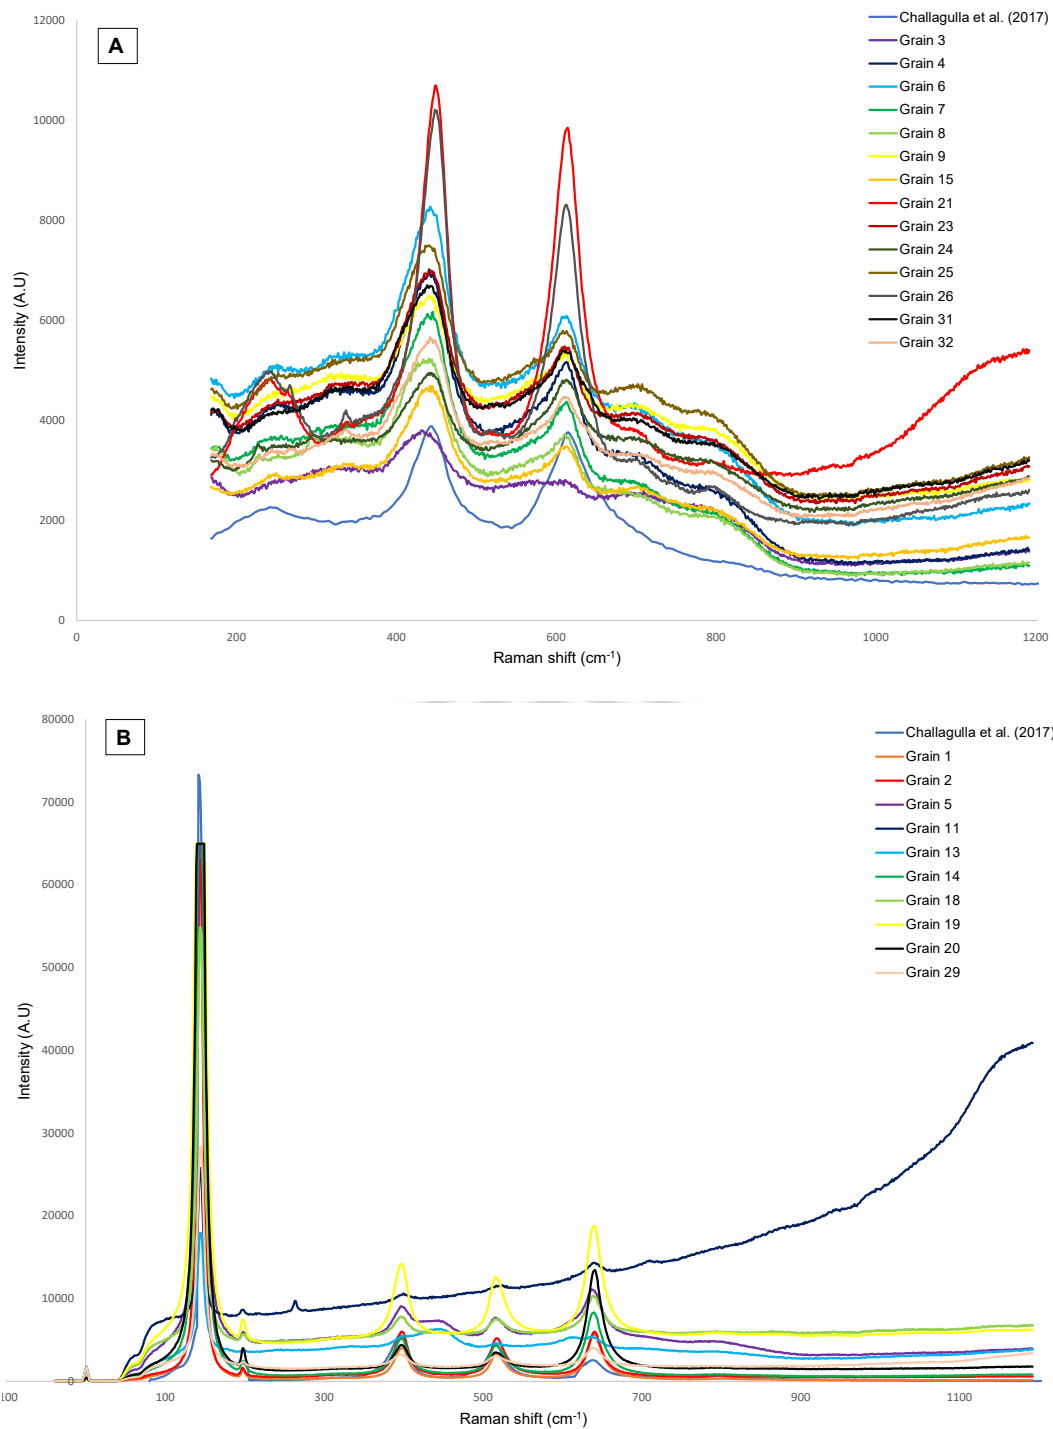 A
12000
10000
8000
6000
4000
2000
0
0 200 400 600 800 1000 1200
Intensity (A.U)
Raman shift (cm-1)
Challagulla et al. (2017)
Grain 3
Grain 4
Grain 6
Grain 7
Grain 8
Grain 9
Grain 15
Grain 21
Grain 23
Grain 24
Grain 25
Grain 26
Grain 31
Grain 32
B
80000
70000
60000
50000
40000
30000
20000
10000
0
00 100 300 500 700 900 1100
Intensity (A.U)
Raman shift (cm-1)
Challagulla et al. (2017)
Grain 1
Grain 2
Grain 5
Grain 11
Grain 13
Grain 14
Grain 18
Grain 19
Grain 20
Grain 29